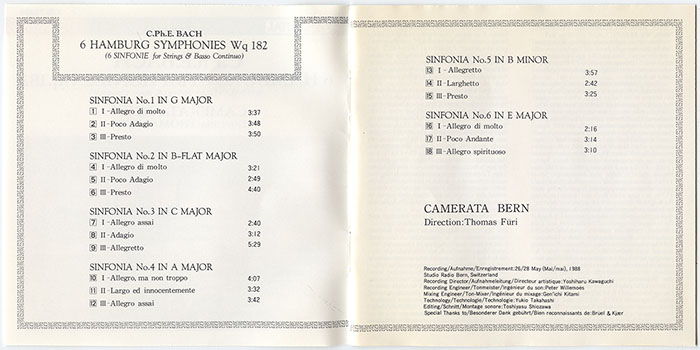 C.Ph.E. BACH
6 HAMBURG SYMPHONIES Wq 182
(6 SINFONIE for Strings & Basso Continuo)
SINFONIA No.1 IN G MAJOR
1 I-Allegro di molto 3:37
2 II-Poco Adagio 3:48
3 III-Presto 3:50
SINFONIA No.2 IN B-FLAT MAJOR
4 I-Allegro di molto 3:21
5 II-Poco Adagio 2:49
6 III-Presto 4:40
SINFONIA No.3 IN C MAJOR
7 I-Allegro assai 2:40
8 II-Adagio 3:12
9 III-Allegretto 5:29
SINFONIA No.4 IN A MAJOR
10 I-Allegro, ma non troppo 4:07
11 II-Largo ed innocentemente 3:32
12 III-Allegro assai 3:42
SINFONIA No.5 IN B MINOR
13 I-Allegretto 3:57
14 II-Larghetto 2:42
15 III-Presto 3:25
SINFONIA No.6 IN E MAJOR
16 I-Allegro di molto 2:16
17 II-Poco Andante 3:14
18 III-Allegro spirituoso 3:10
CAMERATA BERN
Direction:Thomas Füri
Recording/Aufnahme/Enregistrement:26/28 May(Mai/mai), 1988
Studio Radio Bern, Switzerland
Recording Director/Aufnahmeleitung/Directeur artistique:Yoshiharu Kawaguchi
Recording Engineer/Tonmeister/Ingénieur du son:Peter Willemoës
Mixing Engineer/Ton-Mixer/Ingénieur du mixage:Gen'ichi Kitami
Technology/Technologie/Technologie:Yukio Takahashi
Editing/Schnitt/Montage sonore:Toshiyasu Shiozawa
Special Thanks to/Besonderer Dank gebührt/Bien reconnaissants de:Brüel & Kjær